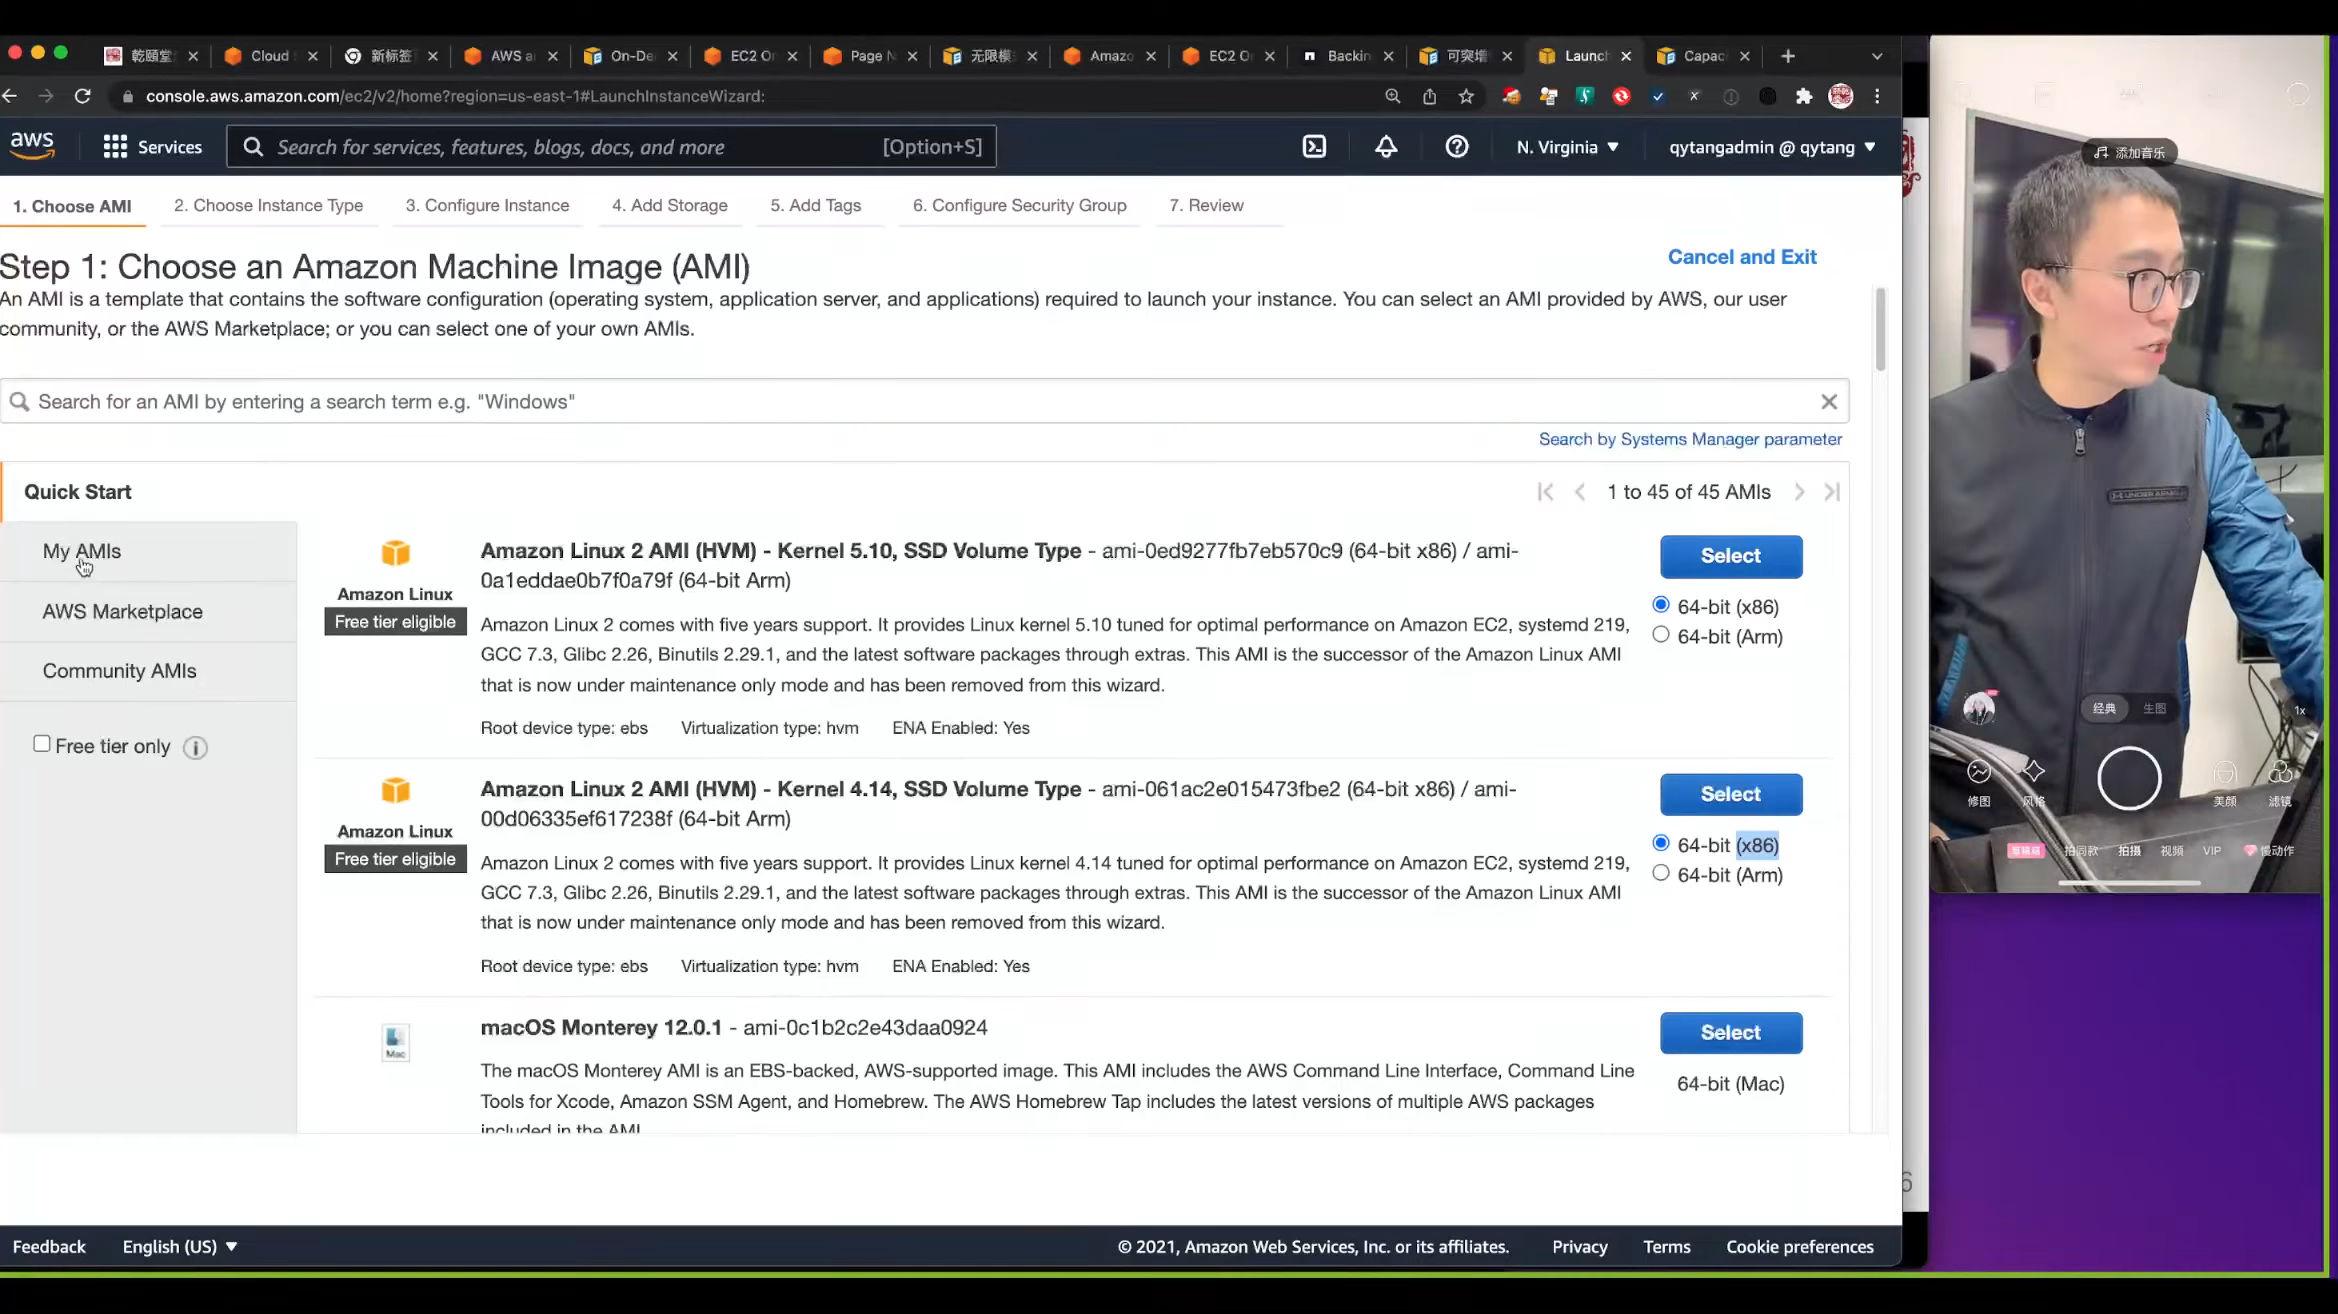 乾颐堂
Cloud
新标签
AWS a
On-De
EC2 O
Page N
无限模
Amazo
EC2 O
Backin
可突增
Launch
Capac
console.aws.amazon.com/ec2/v2/home?region=us-east-1#LaunchInstanceWizard:
aws
Services
Search for services, features, blogs, docs, and more
[Option+S]
N. Virginia
qytangadmin @ qytang
1. Choose AMI
2. Choose Instance Type
3. Configure Instance
4. Add Storage
5. Add Tags
6. Configure Security Group
7. Review
Step 1: Choose an Amazon Machine Image (AMI)
Cancel and Exit
An AMI is a template that contains the software configuration (operating system, application server, and applications) required to launch your instance. You can select an AMI provided by AWS, our user
community, or the AWS Marketplace; or you can select one of your own AMIs.
Search for an AMI by entering a search term e.g. "Windows"
Search by Systems Manager parameter
Quick Start
1 to 45 of 45 AMIs
My AMIs
AWS Marketplace
Community AMIs
Free tier only
Amazon Linux
Free tier eligible
Amazon Linux 2 AMI (HVM) - Kernel 5.10, SSD Volume Type - ami-0ed9277fb7eb570c9 (64-bit x86) / ami-
0a1eddae0b7f0a79f (64-bit Arm)
Amazon Linux 2 comes with five years support. It provides Linux kernel 5.10 tuned for optimal performance on Amazon EC2, systemd 219,
GCC 7.3, Glibc 2.26, Binutils 2.29.1, and the latest software packages through extras. This AMI is the successor of the Amazon Linux AMI
that is now under maintenance only mode and has been removed from this wizard.
Root device type: ebs
Virtualization type: hvm
ENA Enabled: Yes
Select
64-bit (x86)
64-bit (Arm)
Amazon Linux
Free tier eligible
Amazon Linux 2 AMI (HVM) - Kernel 4.14, SSD Volume Type - ami-061ac2e015473fbe2 (64-bit x86) / ami-
00d06335ef617238f (64-bit Arm)
Amazon Linux 2 comes with five years support. It provides Linux kernel 4.14 tuned for optimal performance on Amazon EC2, systemd 219,
GCC 7.3, Glibc 2.26, Binutils 2.29.1, and the latest software packages through extras. This AMI is the successor of the Amazon Linux AMI
that is now under maintenance only mode and has been removed from this wizard.
Root device type: ebs
Virtualization type: hvm
ENA Enabled: Yes
Select
64-bit (x86)
64-bit (Arm)
Mac
macOS Monterey 12.0.1 - ami-0c1b2c2e43daa0924
The macOS Monterey AMI is an EBS-backed, AWS-supported image. This AMI includes the AWS Command Line Interface, Command Line
Tools for Xcode, Amazon SSM Agent, and Homebrew. The AWS Homebrew Tap includes the latest versions of multiple AWS packages
included in the AMI
Select
64-bit (Mac)
Feedback
English (US)
© 2021, Amazon Web Services, Inc. or its affiliates.
Privacy
Terms
Cookie preferences
添加音乐
UNDER ARMOUR
经典
生图
1x
修图
风格
美颜
滤镜
拍同款
拍摄
视频
VIP
慢动作
6